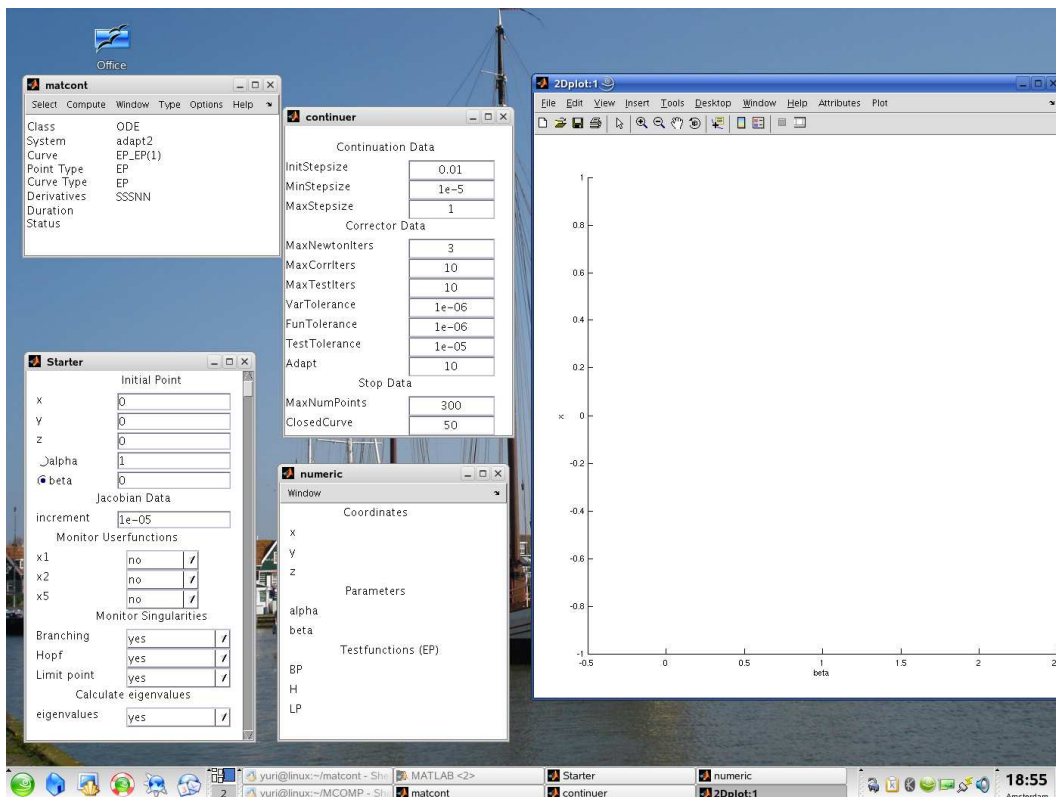 Office
matcont
Select Compute Window Type Options Help
Class ODE
System adapt2
Curve EP_EP(1)
Point Type EP
Curve Type EP
Derivatives SSSNN
Duration
Status
continuer
Continuation Data
InitStepsize 0.01
MinStepsize 1e-5
MaxStepsize 1
Corrector Data
MaxNewtonIters 3
MaxCorrIters 10
MaxTestIters 10
VarTolerance 1e-06
FunTolerance 1e-06
TestTolerance 1e-05
Adapt 10
Stop Data
MaxNumPoints 300
ClosedCurve 50
Starter
Initial Point
x 0
y 0
z 0
alpha 1
beta 0
Jacobian Data
increment 1e-05
Monitor Userfunctions
x1 no
x2 no
x5 no
Monitor Singularities
Branching yes
Hopf yes
Limit point yes
Calculate eigenvalues
eigenvalues yes
numeric
Window
Coordinates
x
y
z
Parameters
alpha
beta
Testfunctions (EP)
BP
H
LP
2Dplot:1
File Edit View Insert Tools Desktop Window Help Attributes Plot
1
0.8
0.6
0.4
0.2
x 0
-0.2
-0.4
-0.6
-0.8
-1
-0.5 0 0.5 1 1.5 2
beta
yuri@linux:~/matcont - She MATLAB <2> Starter numeric
2 yuri@linux:~/MCOMP - Sh matcont continuer 2Dplot:1
18:55
Amsterdam